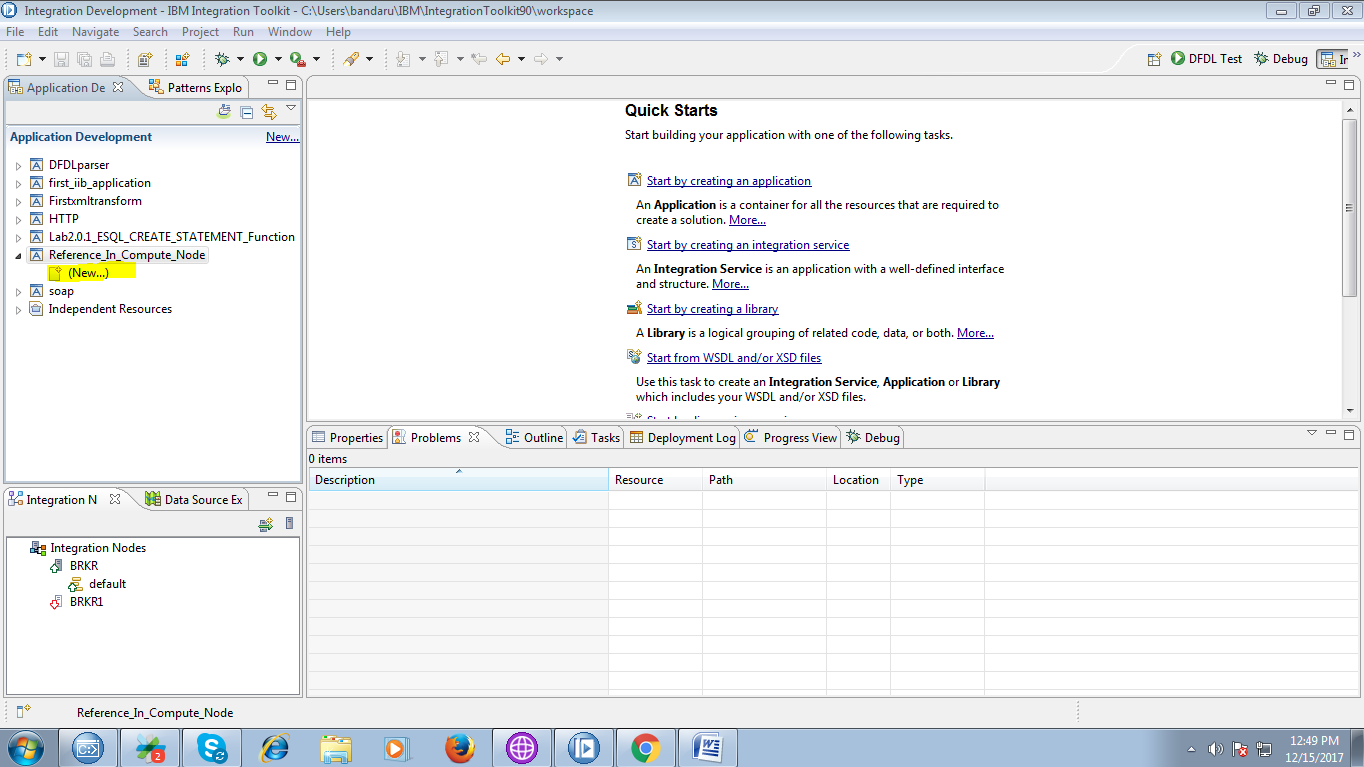 Integration Development - IBM Integration Toolkit - C:\Users\bandaru\IBM\IntegrationToolkit90\workspace
File Edit Navigate Search Project Run Window Help
DFDL Test Debug In
Application De Patterns Explo
Application Development New...
DFDLparser
first_iib_application
Firstxmltransform
HTTP
Lab2.0.1_ESQL_CREATE_STATEMENT_Function
Reference_In_Compute_Node
(New...)
soap
Independent Resources
Quick Starts
Start building your application with one of the following tasks.
Start by creating an application
An Application is a container for all the resources that are required to
create a solution. More...
Start by creating an integration service
An Integration Service is an application with a well-defined interface
and structure. More...
Start by creating a library
A Library is a logical grouping of related code, data, or both. More...
Start from WSDL and/or XSD files
Use this task to create an Integration Service, Application or Library
which includes your WSDL and/or XSD files.
Properties Problems Outline Tasks Deployment Log Progress View Debug
0 items
Description Resource Path Location Type
Integration N Data Source Ex
Integration Nodes
BRKR
default
BRKR1
Reference_In_Compute_Node
2
12:49 PM
12/15/2017